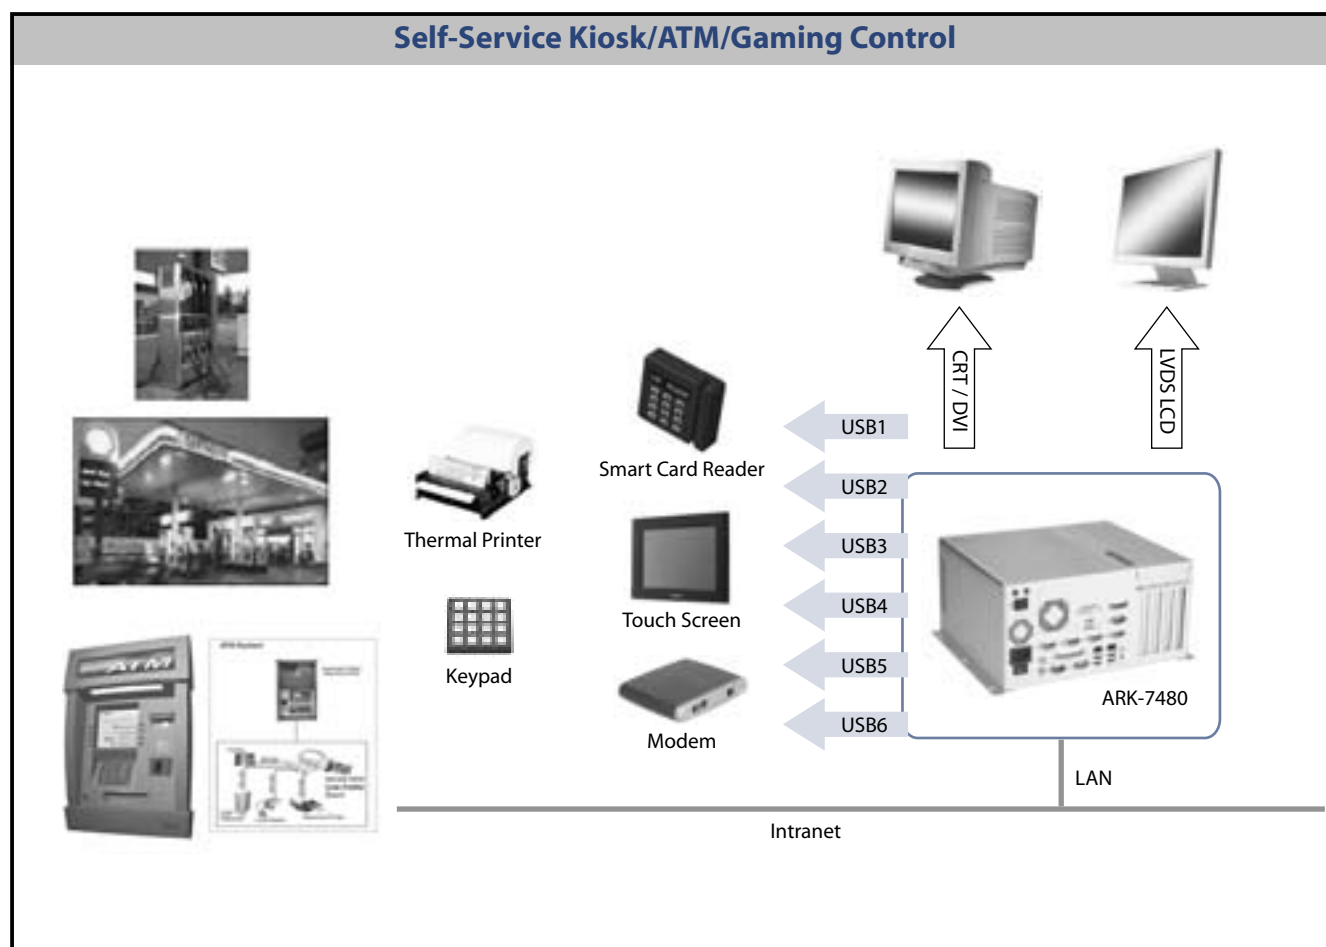 Self-Service Kiosk/ATM/Gaming Control
CRT / DVI
LVDS LCD
USB1
Smart Card Reader
USB2
Thermal Printer
USB3
USB4
Touch Screen
USB5
Keypad
ARK-7480
USB6
Modem
LAN
Intranet
ATM